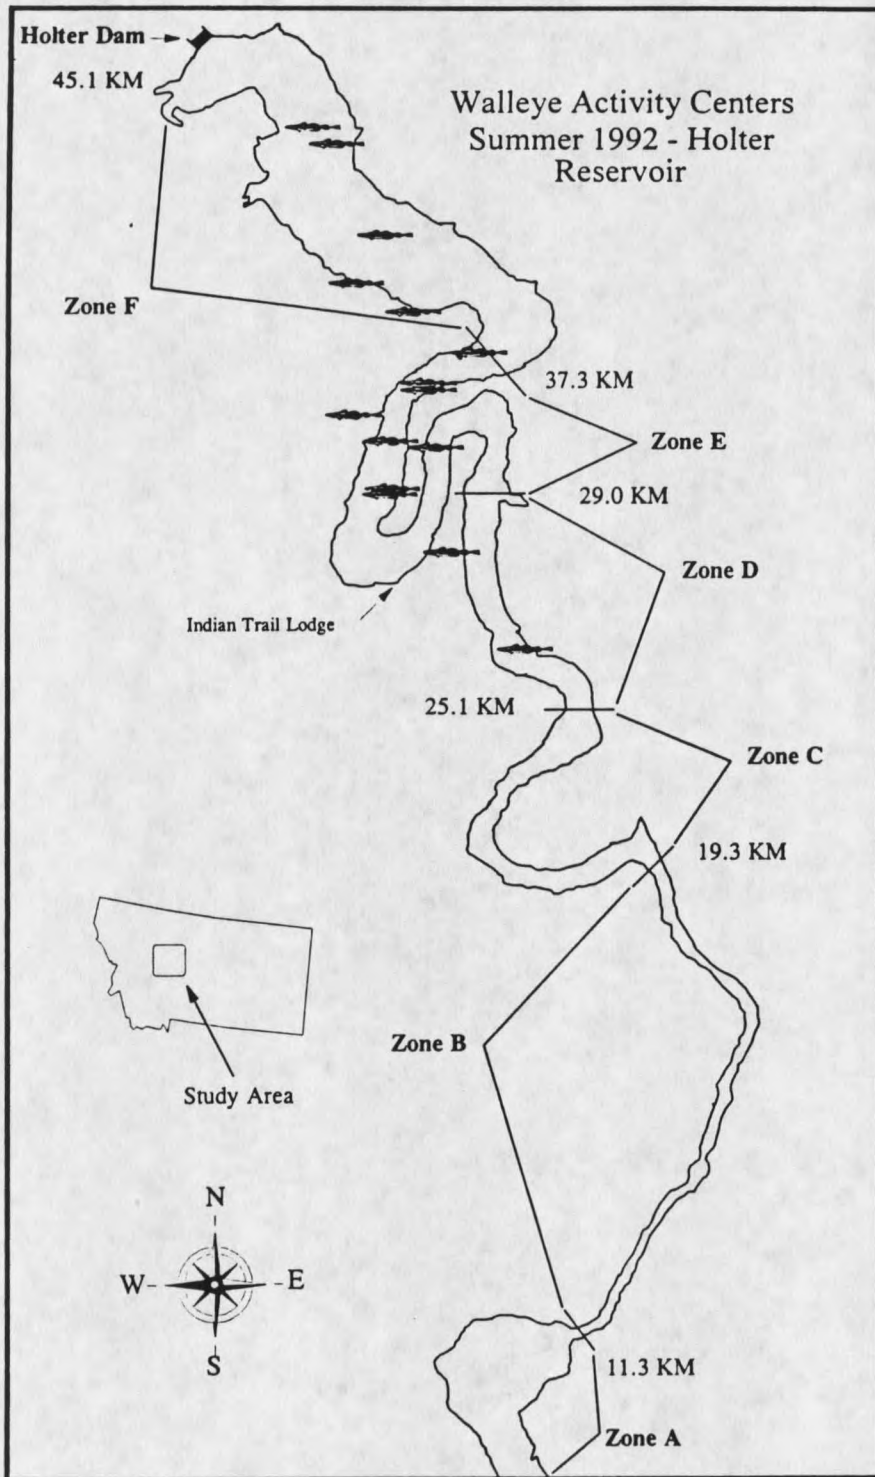 Holter Dam
45.1 KM
Walleye Activity Centers
Summer 1992 - Holter
Reservoir
Zone F
37.3 KM
Zone E
29.0 KM
Zone D
Indian Trail Lodge
25.1 KM
Zone C
19.3 KM
Zone B
Study Area
N
W
E
S
11.3 KM
Zone A